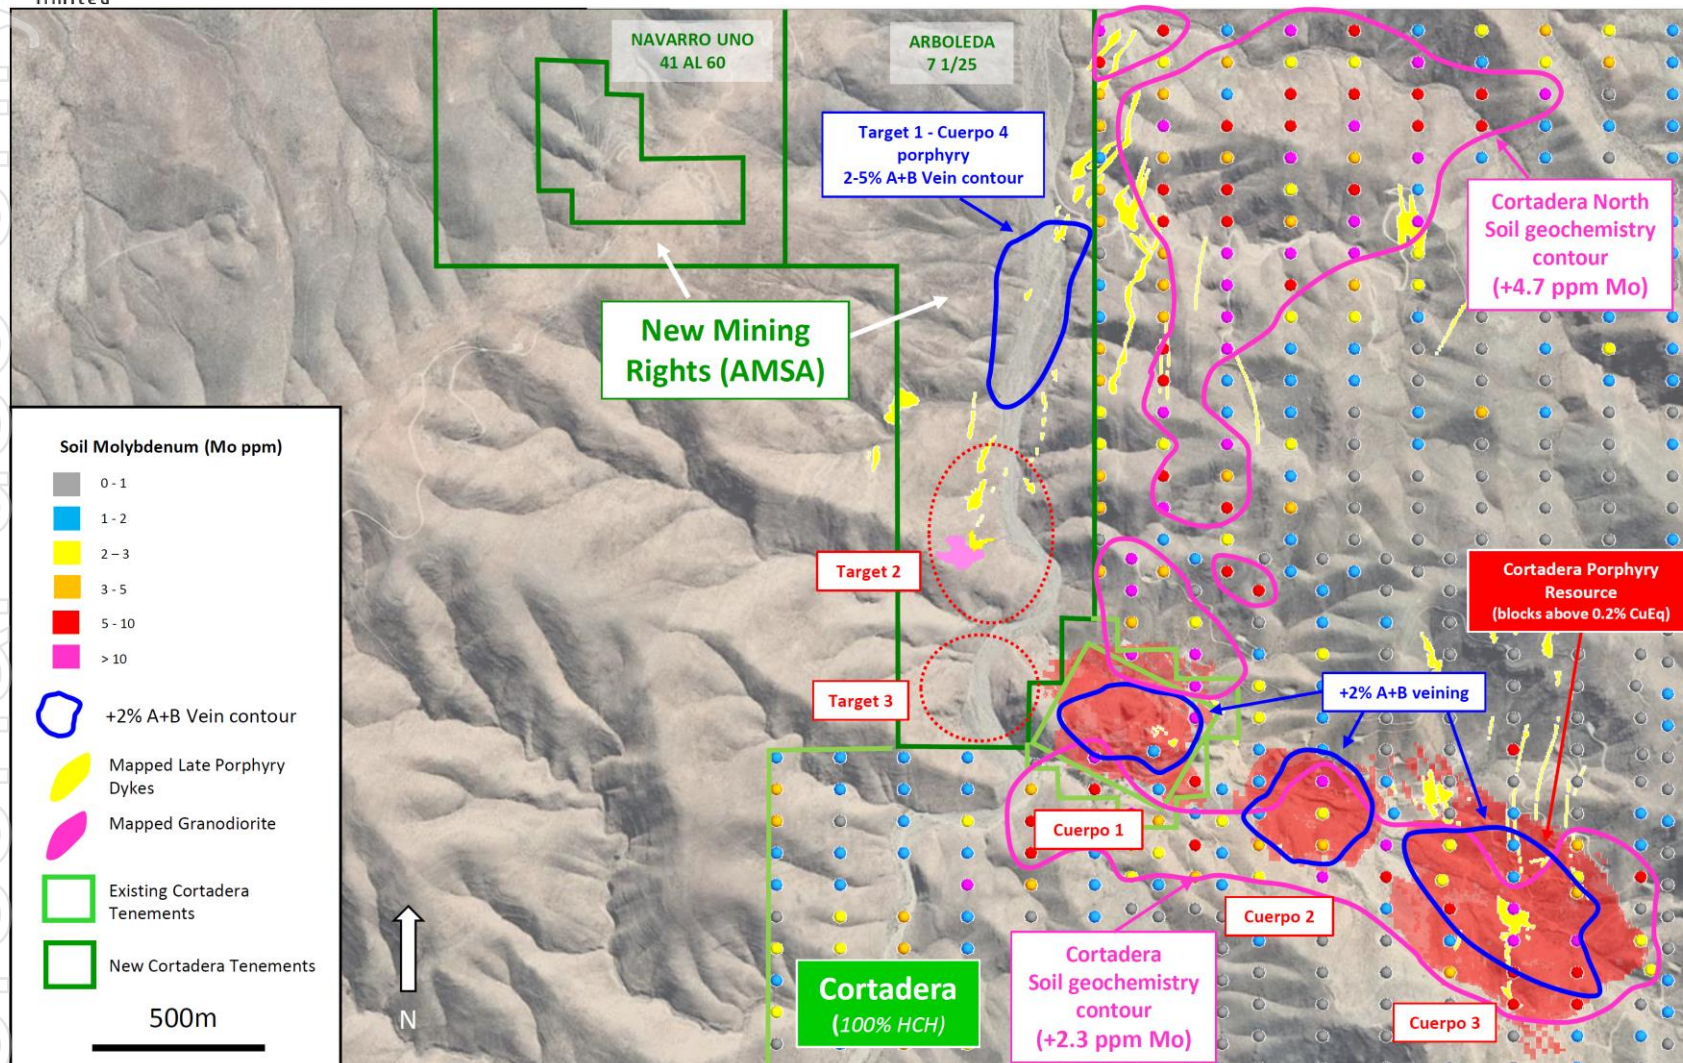 limited
NAVARRO UNO
41 AL 60
ARBOLEDA
7 1/25
Target 1 - Cuerpo 4
porphyry
2-5% A+B Vein contour
Cortadera North
Soil geochemistry
contour
(+4.7 ppm Mo)
New Mining
Rights (AMSA)
Soil Molybdenum (Mo ppm)
0 - 1
1 - 2
2 – 3
3 - 5
5 - 10
> 10
+2% A+B Vein contour
Mapped Late Porphyry
Dykes
Mapped Granodiorite
Existing Cortadera
Tenements
New Cortadera Tenements
500m
N
Target 2
Target 3
Cortadera Porphyry
Resource
(blocks above 0.2% CuEq)
+2% A+B veining
Cuerpo 1
Cuerpo 2
Cuerpo 3
Cortadera
(100% HCH)
Cortadera
Soil geochemistry
contour
(+2.3 ppm Mo)